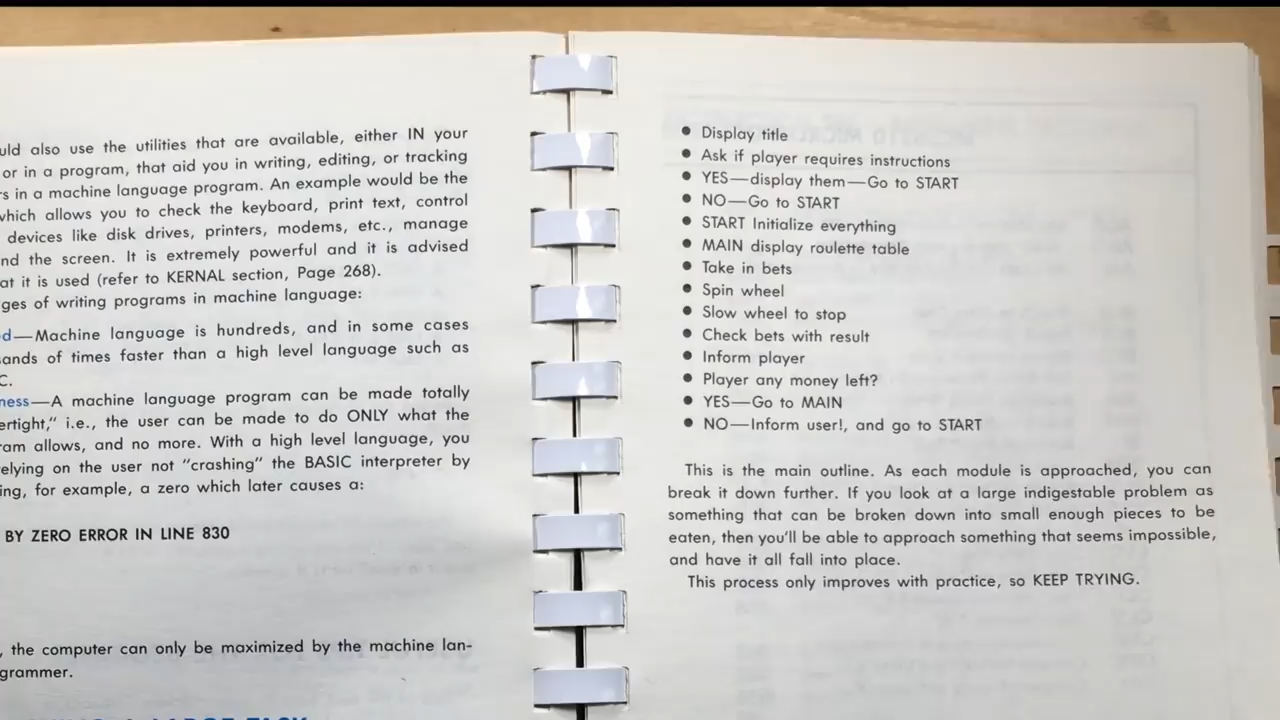 uld also use the utilities that are available, either IN your
or in a program, that aid you in writing, editing, or tracking
rs in a machine language program. An example would be the
which allows you to check the keyboard, print text, control
devices like disk drives, printers, modems, etc., manage
nd the screen. It is extremely powerful and it is advised
at it is used (refer to KERNAL section, Page 268).
ges of writing programs in machine language:
d—Machine language is hundreds, and in some cases
sands of times faster than a high level language such as
C.
ness—A machine language program can be made totally
ertight," i.e., the user can be made to do ONLY what the
ram allows, and no more. With a high level language, you
relying on the user not "crashing" the BASIC interpreter by
ing, for example, a zero which later causes a:
BY ZERO ERROR IN LINE 830
, the computer can only be maximized by the machine lan-
grammer.
● Display title
● Ask if player requires instructions
● YES—display them—Go to START
● NO—Go to START
● START Initialize everything
● MAIN display roulette table
● Take in bets
● Spin wheel
● Slow wheel to stop
● Check bets with result
● Inform player
● Player any money left?
● YES—Go to MAIN
● NO—Inform user!, and go to START
This is the main outline. As each module is approached, you can
break it down further. If you look at a large indigestable problem as
something that can be broken down into small enough pieces to be
eaten, then you'll be able to approach something that seems impossible,
and have it all fall into place.
This process only improves with practice, so KEEP TRYING.